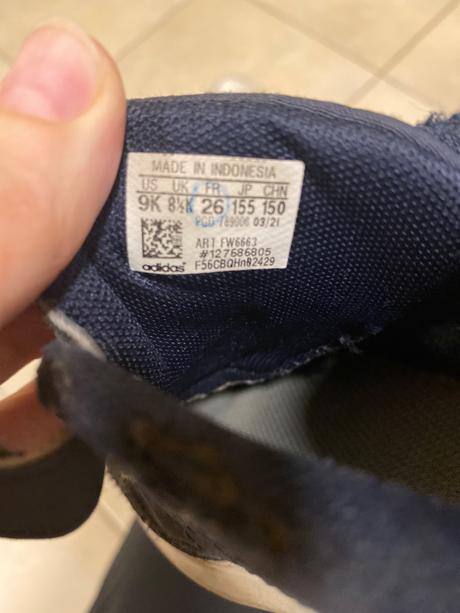 MADE IN INDONESIA
US UK FR JP CHN
9K 8½K 26 155 150
PGD 789006 03/21
ART FW6663
#127686805
adidas F56CBQHn02429